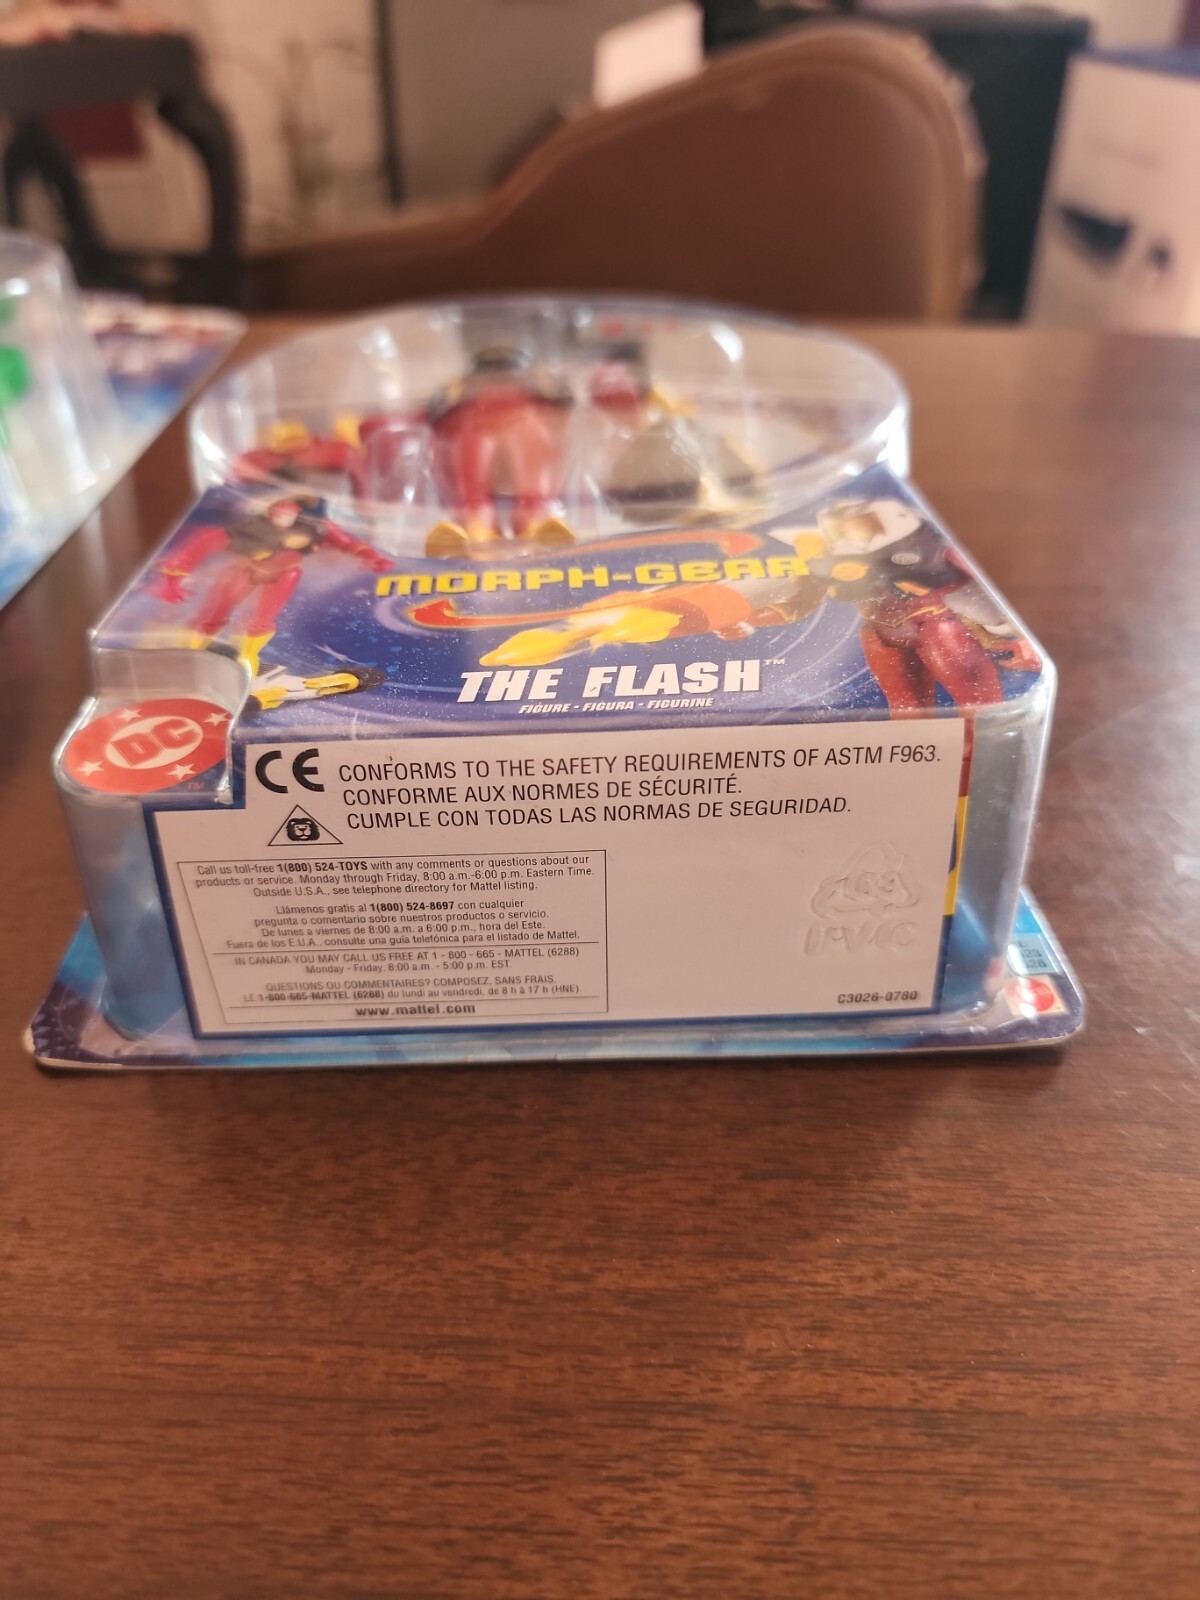 MORPH-GEAR
THE FLASH™
FIGURE - FIGURA - FIGURINE
DC
TM
CE
CONFORMS TO THE SAFETY REQUIREMENTS OF ASTM F963.
CONFORME AUX NORMES DE SÉCURITÉ.
CUMPLE CON TODAS LAS NORMAS DE SEGURIDAD.
Call us toll-free 1(800) 524-TOYS with any comments or questions about our
products or service. Monday through Friday, 8:00 a.m.-6:00 p.m. Eastern Time.
Outside U.S.A., see telephone directory for Mattel listing.
Llámenos gratis al 1(800) 524-8697 con cualquier
pregunta o comentario sobre nuestros productos o servicio.
De lunes a viernes de 8:00 a.m. a 6:00 p.m., hora del Este.
Fuera de los E.U.A., consulte una guía telefónica para el listado de Mattel.
IN CANADA YOU MAY CALL US FREE AT 1 - 800 - 665 - MATTEL (6288)
Monday - Friday. 8:00 a.m. - 5:00 p.m. EST.
QUESTIONS OU COMMENTAIRES? COMPOSEZ, SANS FRAIS,
LE 1-800-665-MATTEL (6288) du lundi au vendredi, de 8 h à 17 h (HNE).
www.mattel.com
C3026-0780